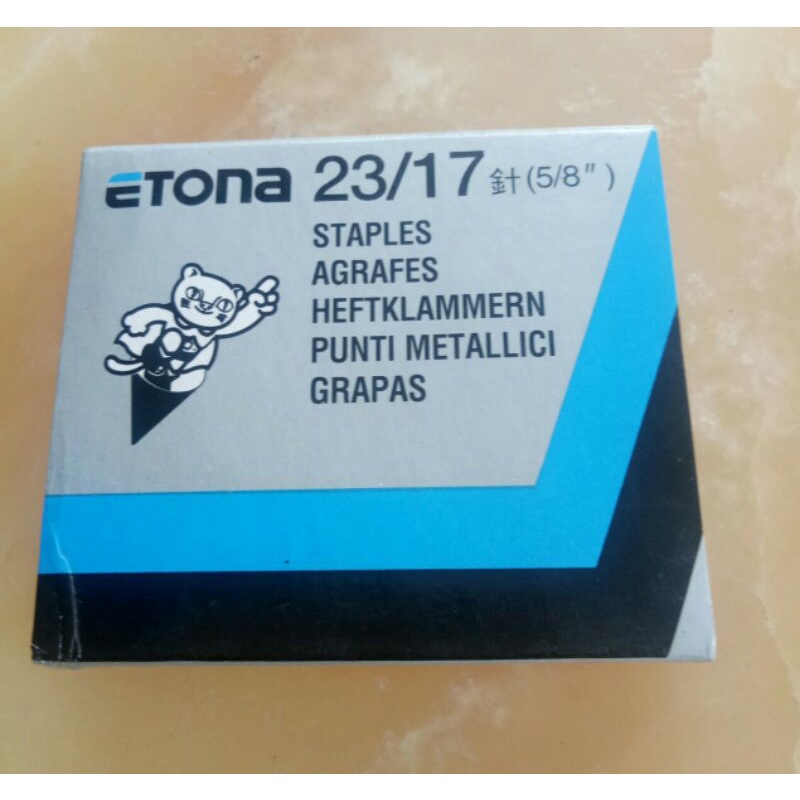 ETONA 23/17 針 (5/8")
STAPLES
AGRAFES
HEFTKLAMMERN
PUNTI METALLICI
GRAPAS